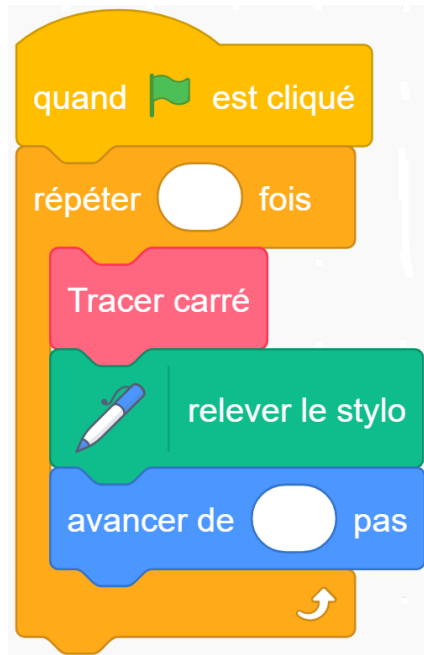 quand est cliqué
répéter fois
Tracer carré
relever le stylo
avancer de pas